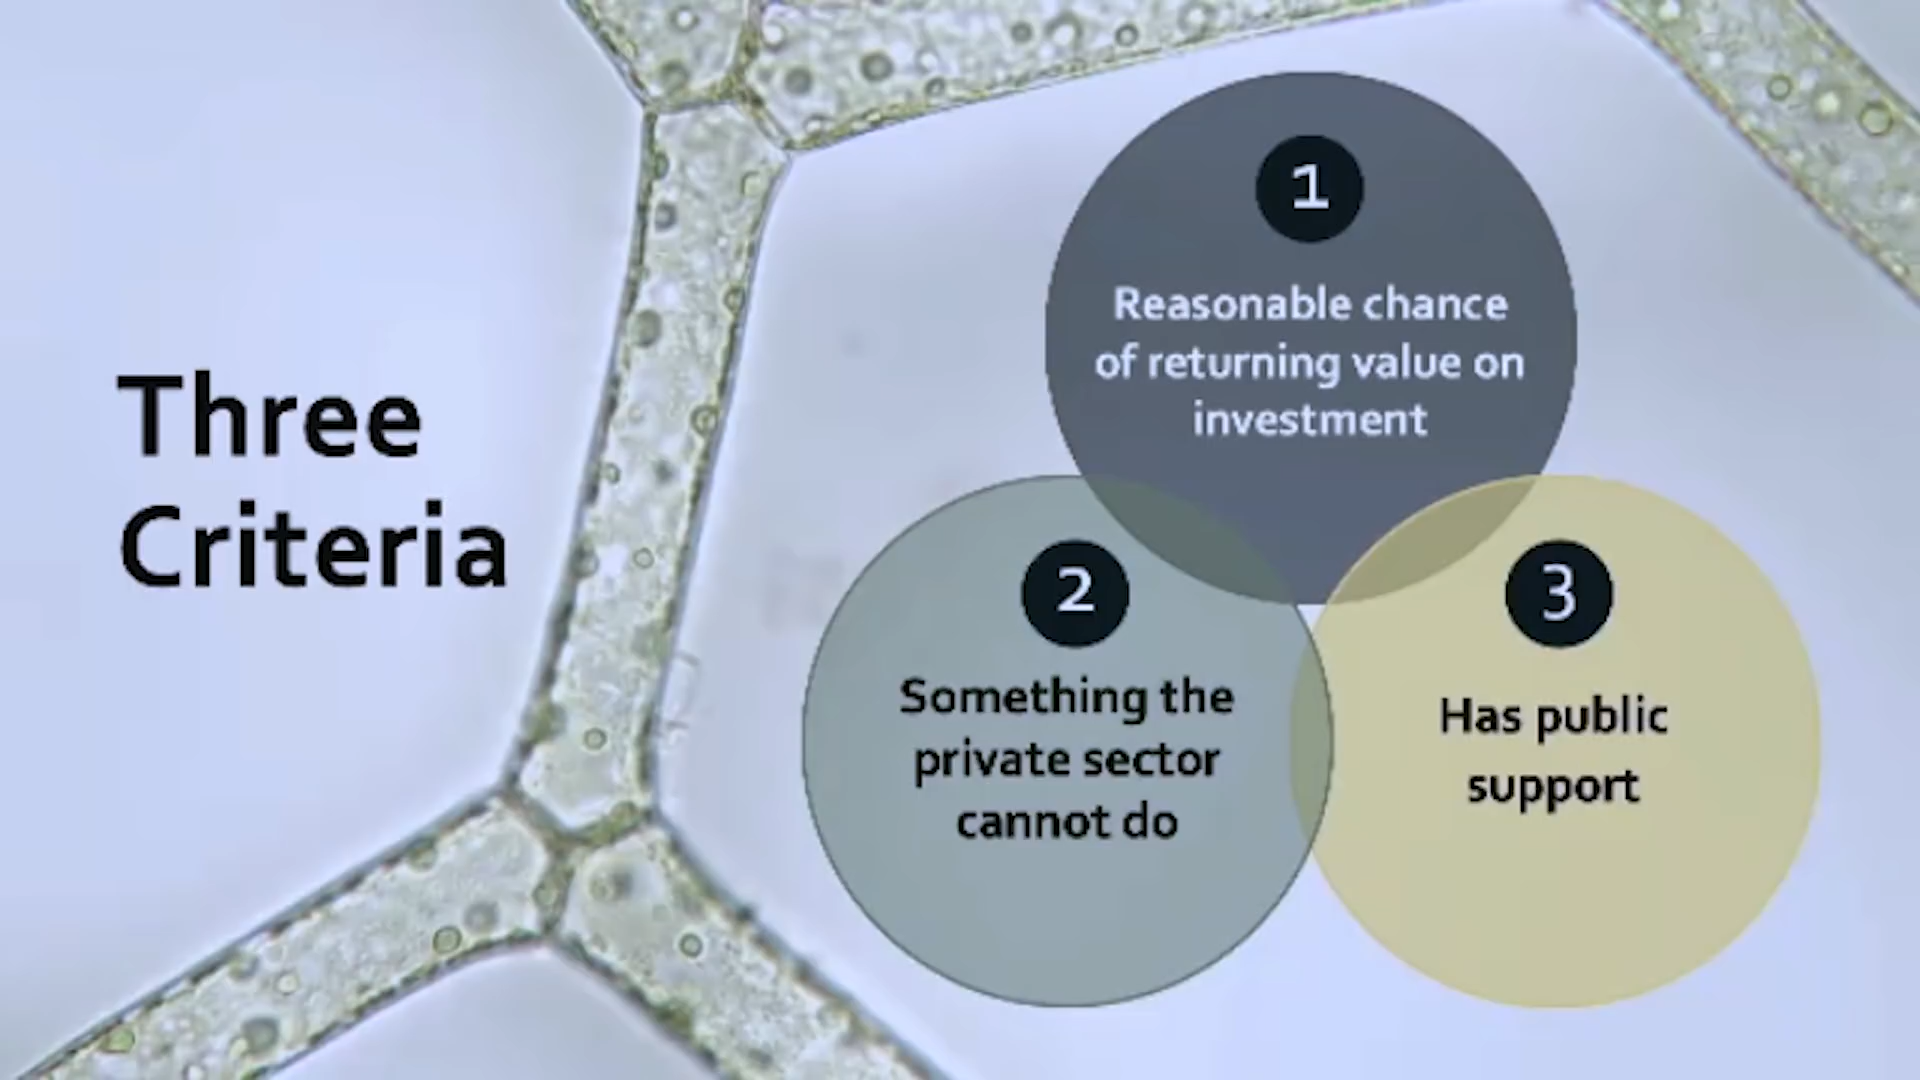 Three
Criteria
1
Reasonable chance
of returning value on
investment
2
Something the
private sector
cannot do
3
Has public
support